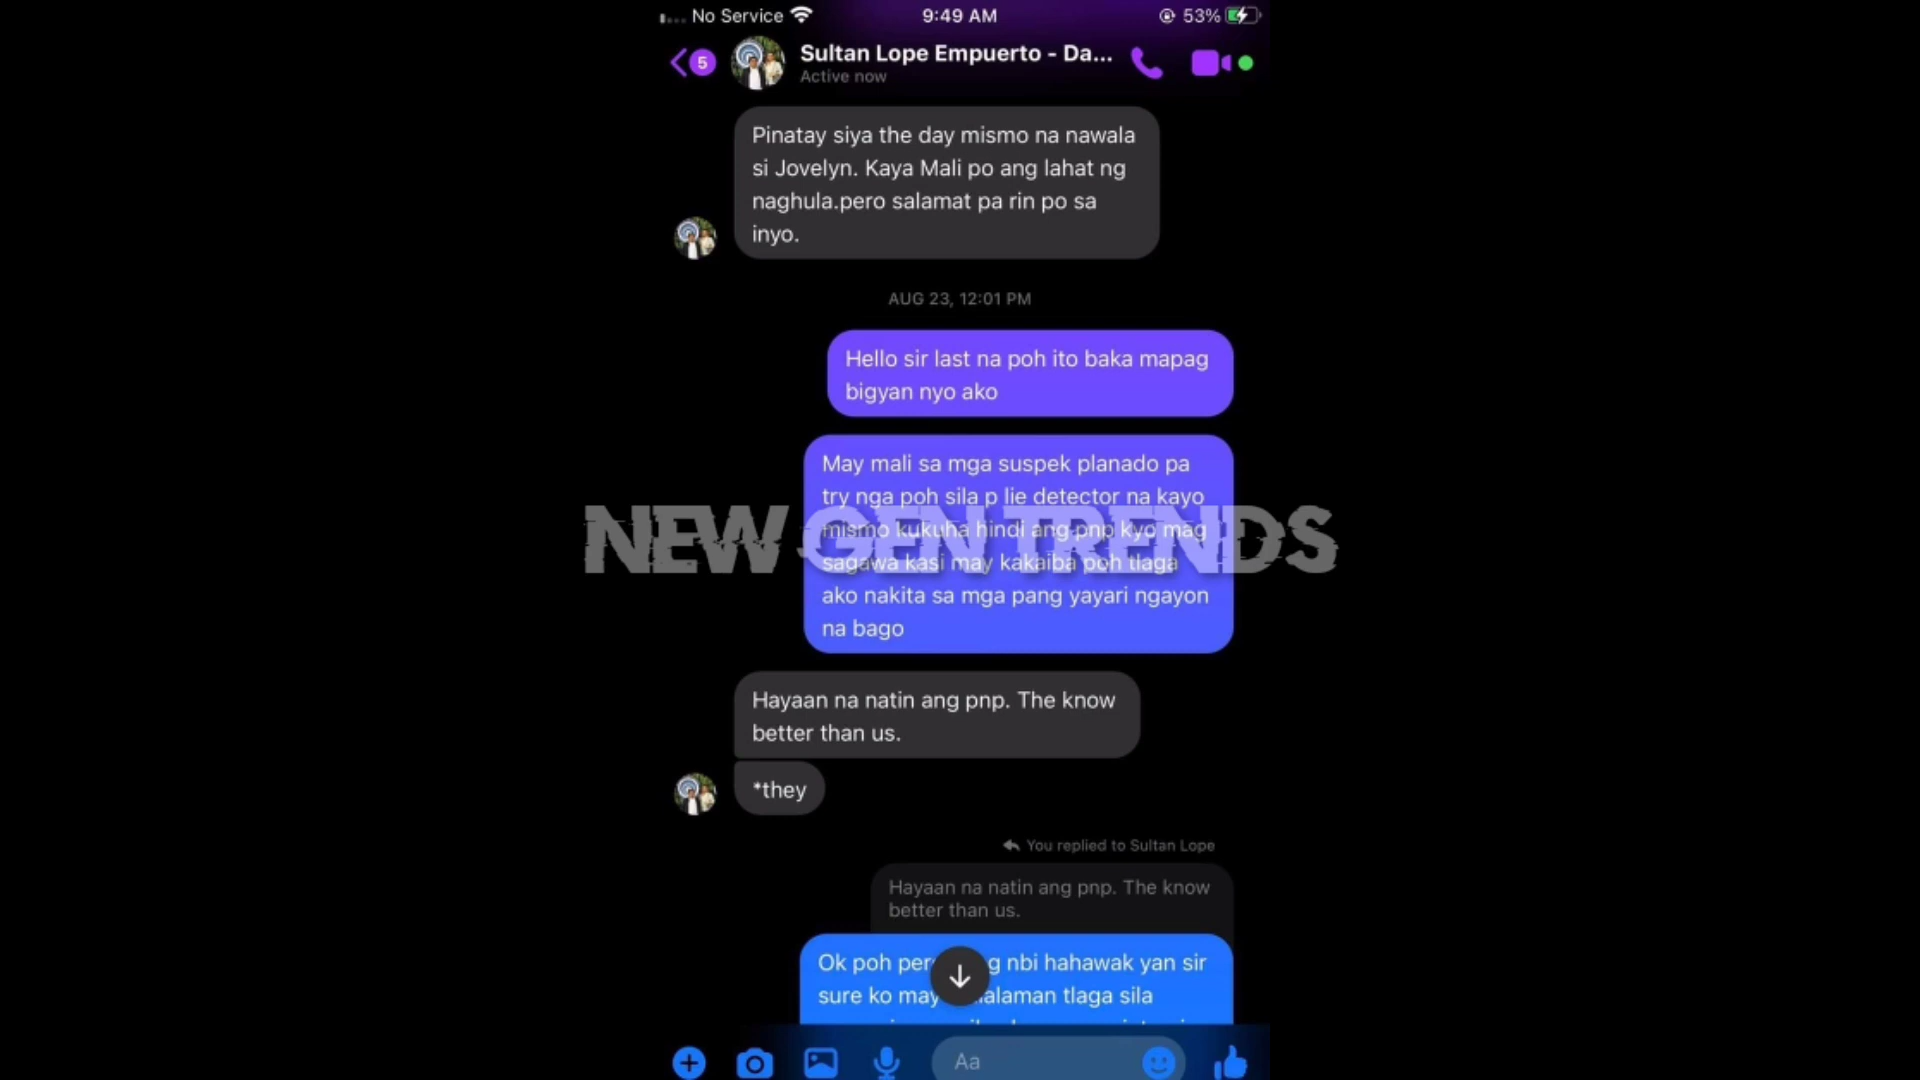 No Service
9:49 AM
53%
5
Sultan Lope Empuerto - Da...
Active now
Pinatay siya the day mismo na nawala
si Jovelyn. Kaya Mali po ang lahat ng
naghula.pero salamat pa rin po sa
inyo.
AUG 23, 12:01 PM
Hello sir last na poh ito baka mapag
bigyan nyo ako
May mali sa mga suspek planado pa
try nga poh sila p lie detector na kayo
mismo kukuha hindi ang pnp kyo mag
sagawa kasi may kakaiba poh tlaga
ako nakita sa mga pang yayari ngayon
na bago
NEW GEN TRENDS
Hayaan na natin ang pnp. The know
better than us.
*they
You replied to Sultan Lope
Hayaan na natin ang pnp. The know
better than us.
Ok poh nbi hahawak yan sir
sure ko may tlaga sila
Aa